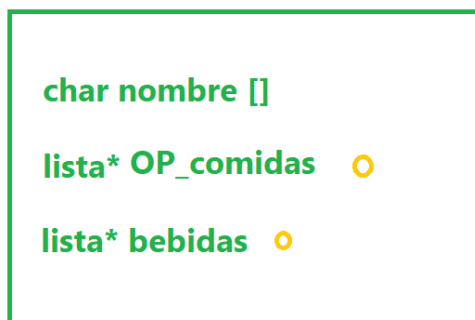 char nombre []
lista* OP_comidas
lista* bebidas